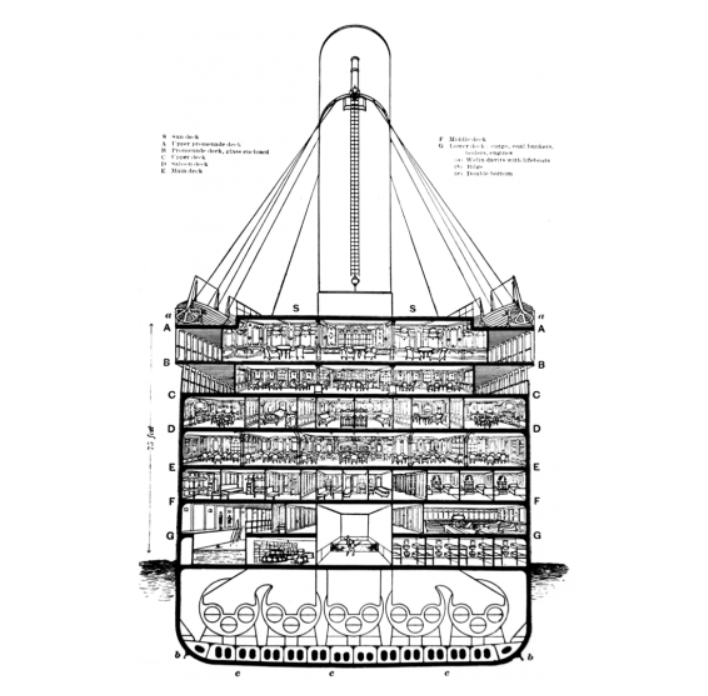 S Sun deck
A Upper promenade deck
B Promenade deck, glass enclosed
C Upper deck
D Saloon deck
E Main deck
F Middle deck
G Lower deck : cargo, coal bunkers,
boilers, engines
(a) Welin davits with lifeboats
(b) Bilge
(c) Double bottom
S S
a a
A A
B B
C C
D D
75 feet
E E
F F
G G
b b
c c c